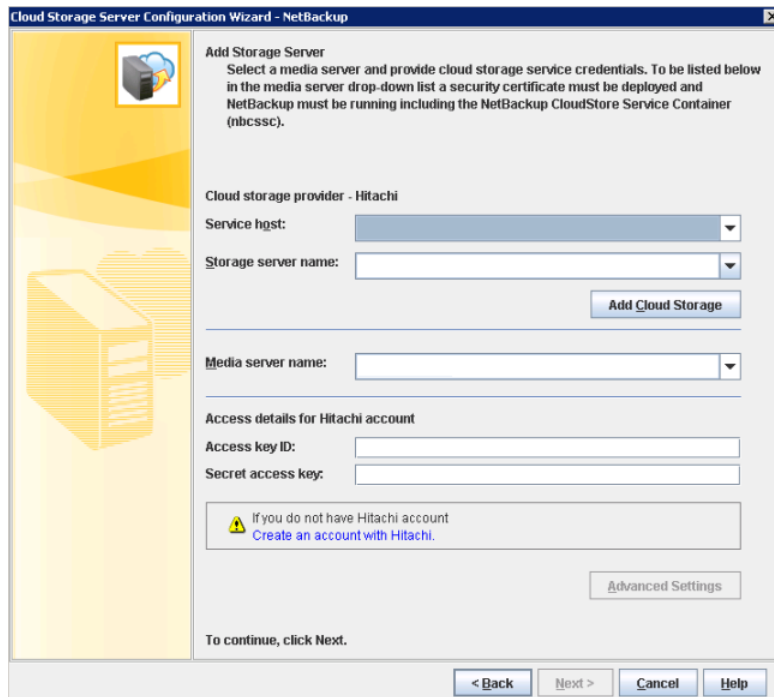 Cloud Storage Server Configuration Wizard - NetBackup
Add Storage Server
Select a media server and provide cloud storage service credentials. To be listed below
in the media server drop-down list a security certificate must be deployed and
NetBackup must be running including the NetBackup CloudStore Service Container
(nbcssc).
Cloud storage provider - Hitachi
Service host:
Storage server name:
Add Cloud Storage
Media server name:
Access details for Hitachi account
Access key ID:
Secret access key:
If you do not have Hitachi account
Create an account with Hitachi.
Advanced Settings
To continue, click Next.
< Back
Next >
Cancel
Help